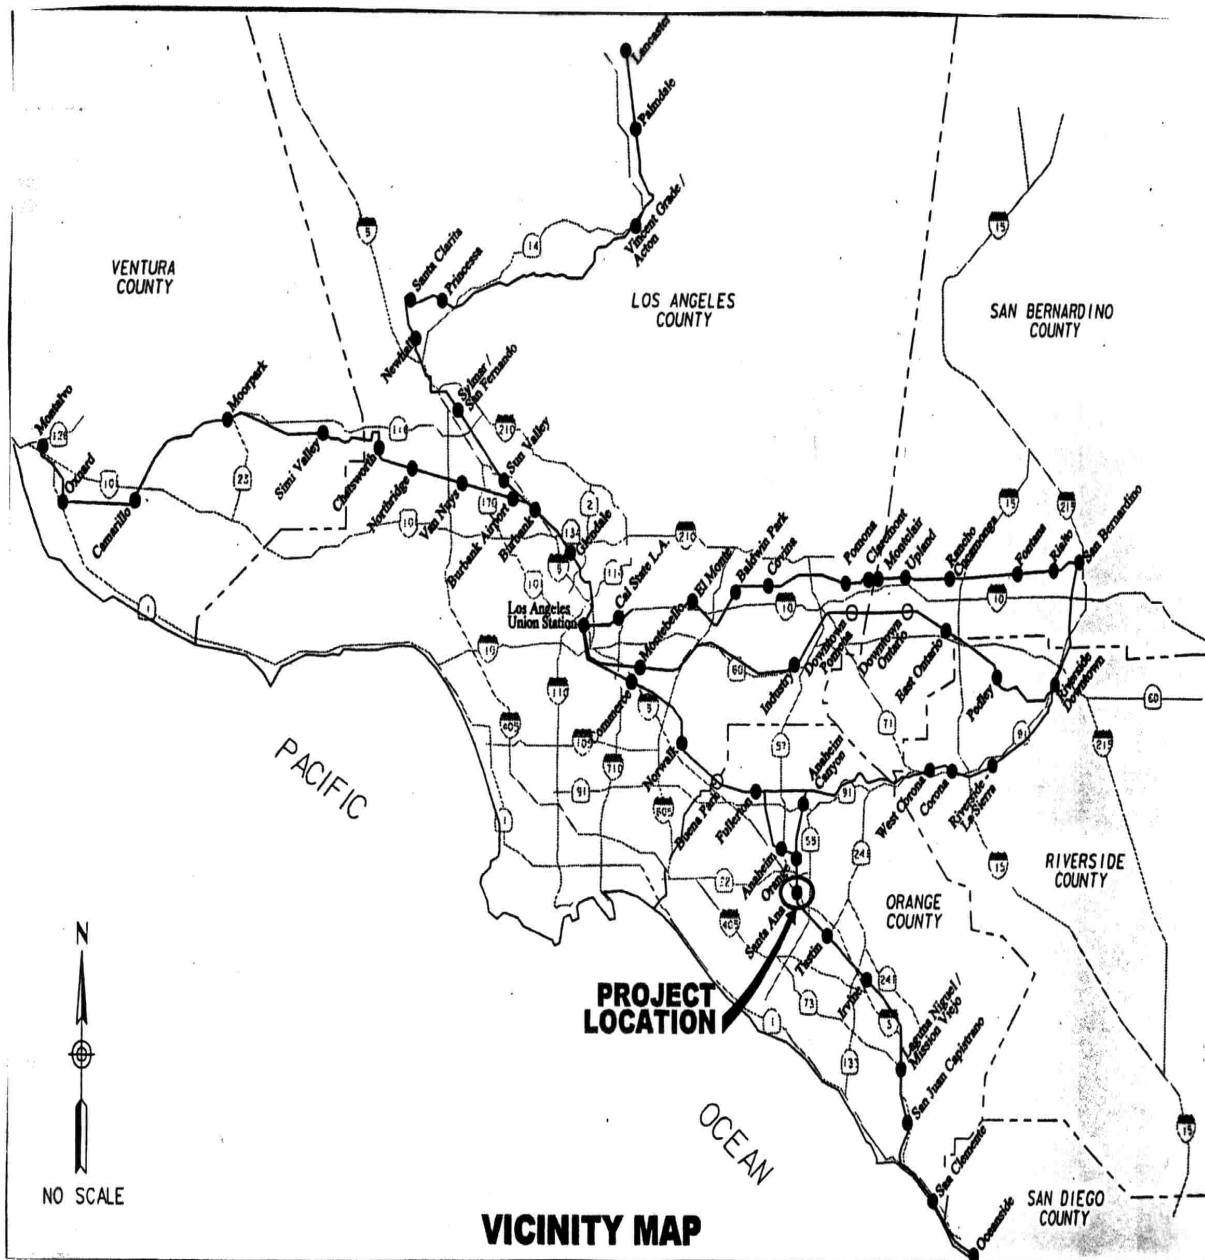 Lancaster
Palmdale
Vincent Grade /
Acton
5
14
15
Santa Clarita
Princessa
VENTURA
COUNTY
LOS ANGELES
COUNTY
SAN BERNARDINO
COUNTY
Newhall
Sylmar /
San Fernando
Montalvo
Moorpark
126
118
210
Oxnard
101
23
Simi Valley
Chatsworth
Northridge
Van Nuys
170
Sun Valley
Camarillo
Burbank Airport
Burbank
2
134
Glendale
15
215
San Bernardino
101
210
Baldwin Park
Covina
Pomona
Claremont
Montclair
Upland
Rancho
Cucamonga
Fontana
Rialto
1
5
Cal State L.A.
El Monte
10
10
Los Angeles
Union Station
Montebello
10
60
Industry
Downtown
Pomona
Downtown
Ontario
East Ontario
Pedley
Riverside
Downtown
60
110
Commerce
5
405
105
710
Norwalk
57
71
91
215
Anaheim
Canyon
PACIFIC
91
605
Buena Park
Fullerton
91
West Corona
Corona
Riverside
La Sierra
1
55
241
15
Anaheim
Orange
22
RIVERSIDE
COUNTY
ORANGE
COUNTY
405
Santa Ana
Tustin
N
PROJECT
LOCATION
73
Irvine
241
1
5
Laguna Niguel /
Mission Viejo
133
San Juan Capistrano
OCEAN
15
San Clemente
NO SCALE
SAN DIEGO
COUNTY
VICINITY MAP
Oceanside